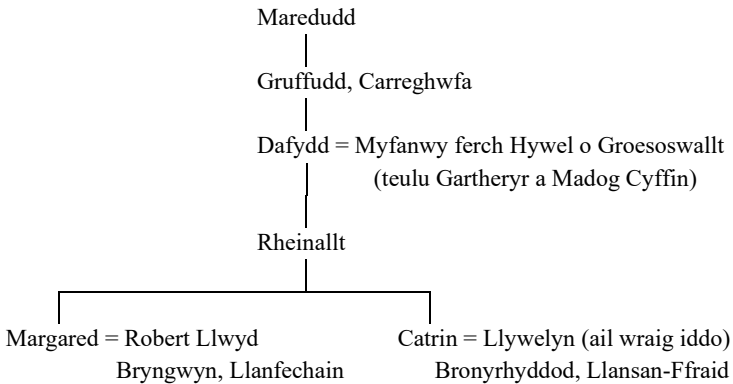 Maredudd
Gruffudd, Carreghwfa
Dafydd = Myfanwy ferch Hywel o Groesoswallt
(teulu Gartheryr a Madog Cyffin)
Rheinallt
Margared = Robert Llwyd
Bryngwyn, Llanfechain
Catrin = Llywelyn (ail wraig iddo)
Bronyrhyddod, Llansan-Ffraid